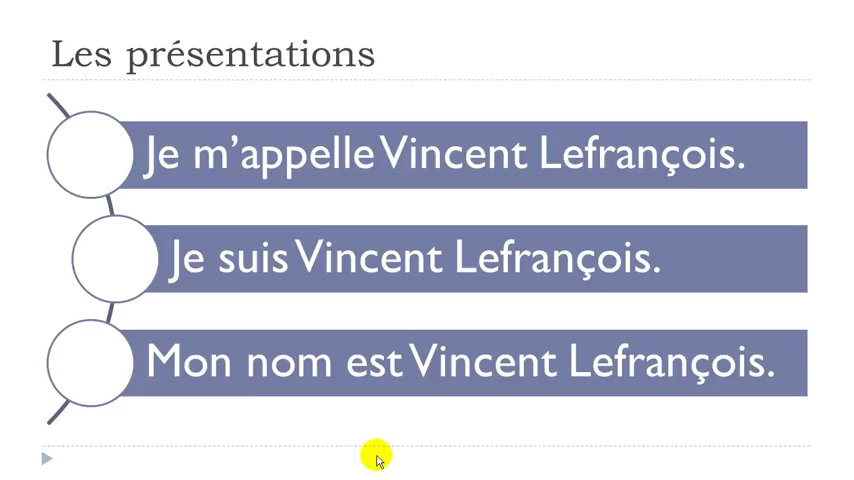 Les présentations
Je m’appelle Vincent Lefrançois.
Je suis Vincent Lefrançois.
Mon nom est Vincent Lefrançois.